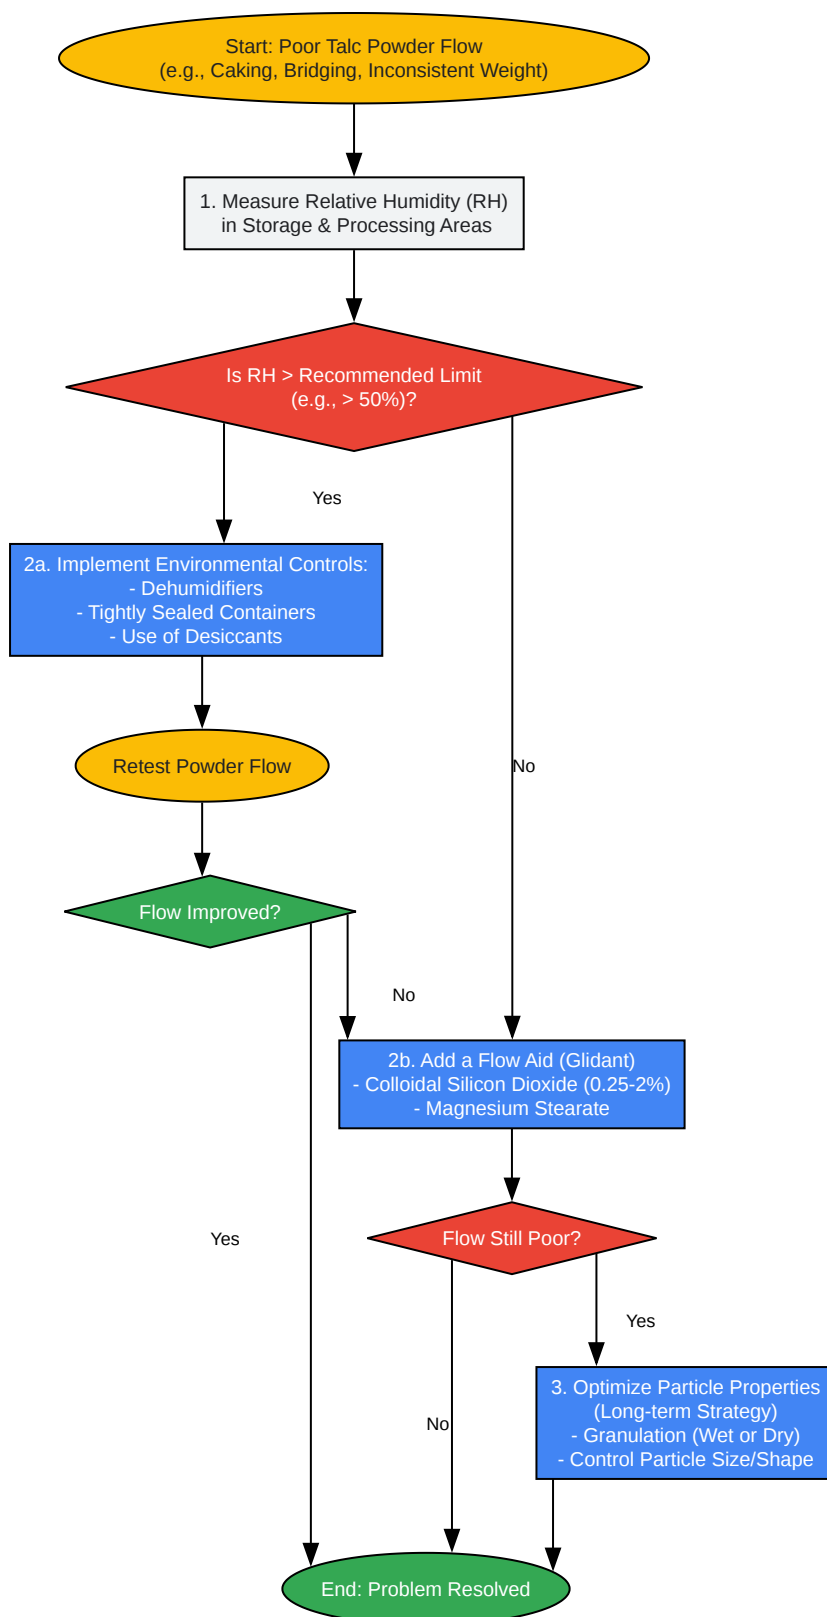 Start: Poor Talc Powder Flow
(e.g., Caking, Bridging, Inconsistent Weight)
1. Measure Relative Humidity (RH)
in Storage & Processing Areas
Is RH > Recommended Limit
(e.g., > 50%)?
Yes
2a. Implement Environmental Controls:
- Dehumidifiers
- Tightly Sealed Containers
- Use of Desiccants
Retest Powder Flow
No
Flow Improved?
No
2b. Add a Flow Aid (Glidant)
- Colloidal Silicon Dioxide (0.25-2%)
- Magnesium Stearate
Flow Still Poor?
Yes
Yes
3. Optimize Particle Properties
(Long-term Strategy)
- Granulation (Wet or Dry)
- Control Particle Size/Shape
No
End: Problem Resolved